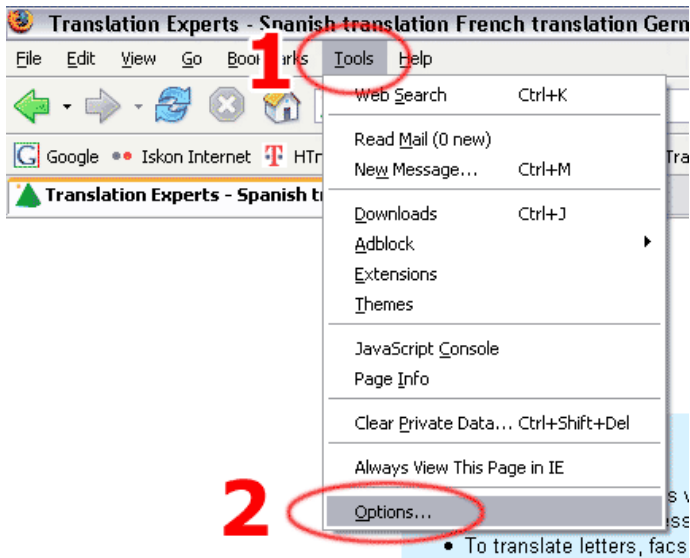 Translation Experts - Spanish translation French translation Gern
File Edit View Go Bookmarks Tools Help
1
Web Search Ctrl+K
Read Mail (0 new)
G Google Iskon Internet T HTr Tra
New Message... Ctrl+M
Translation Experts - Spanish t
Downloads Ctrl+J
Adblock
Extensions
Themes
JavaScript Console
Page Info
Clear Private Data... Ctrl+Shift+Del
Always View This Page in IE
2
Options...
To translate letters, facs